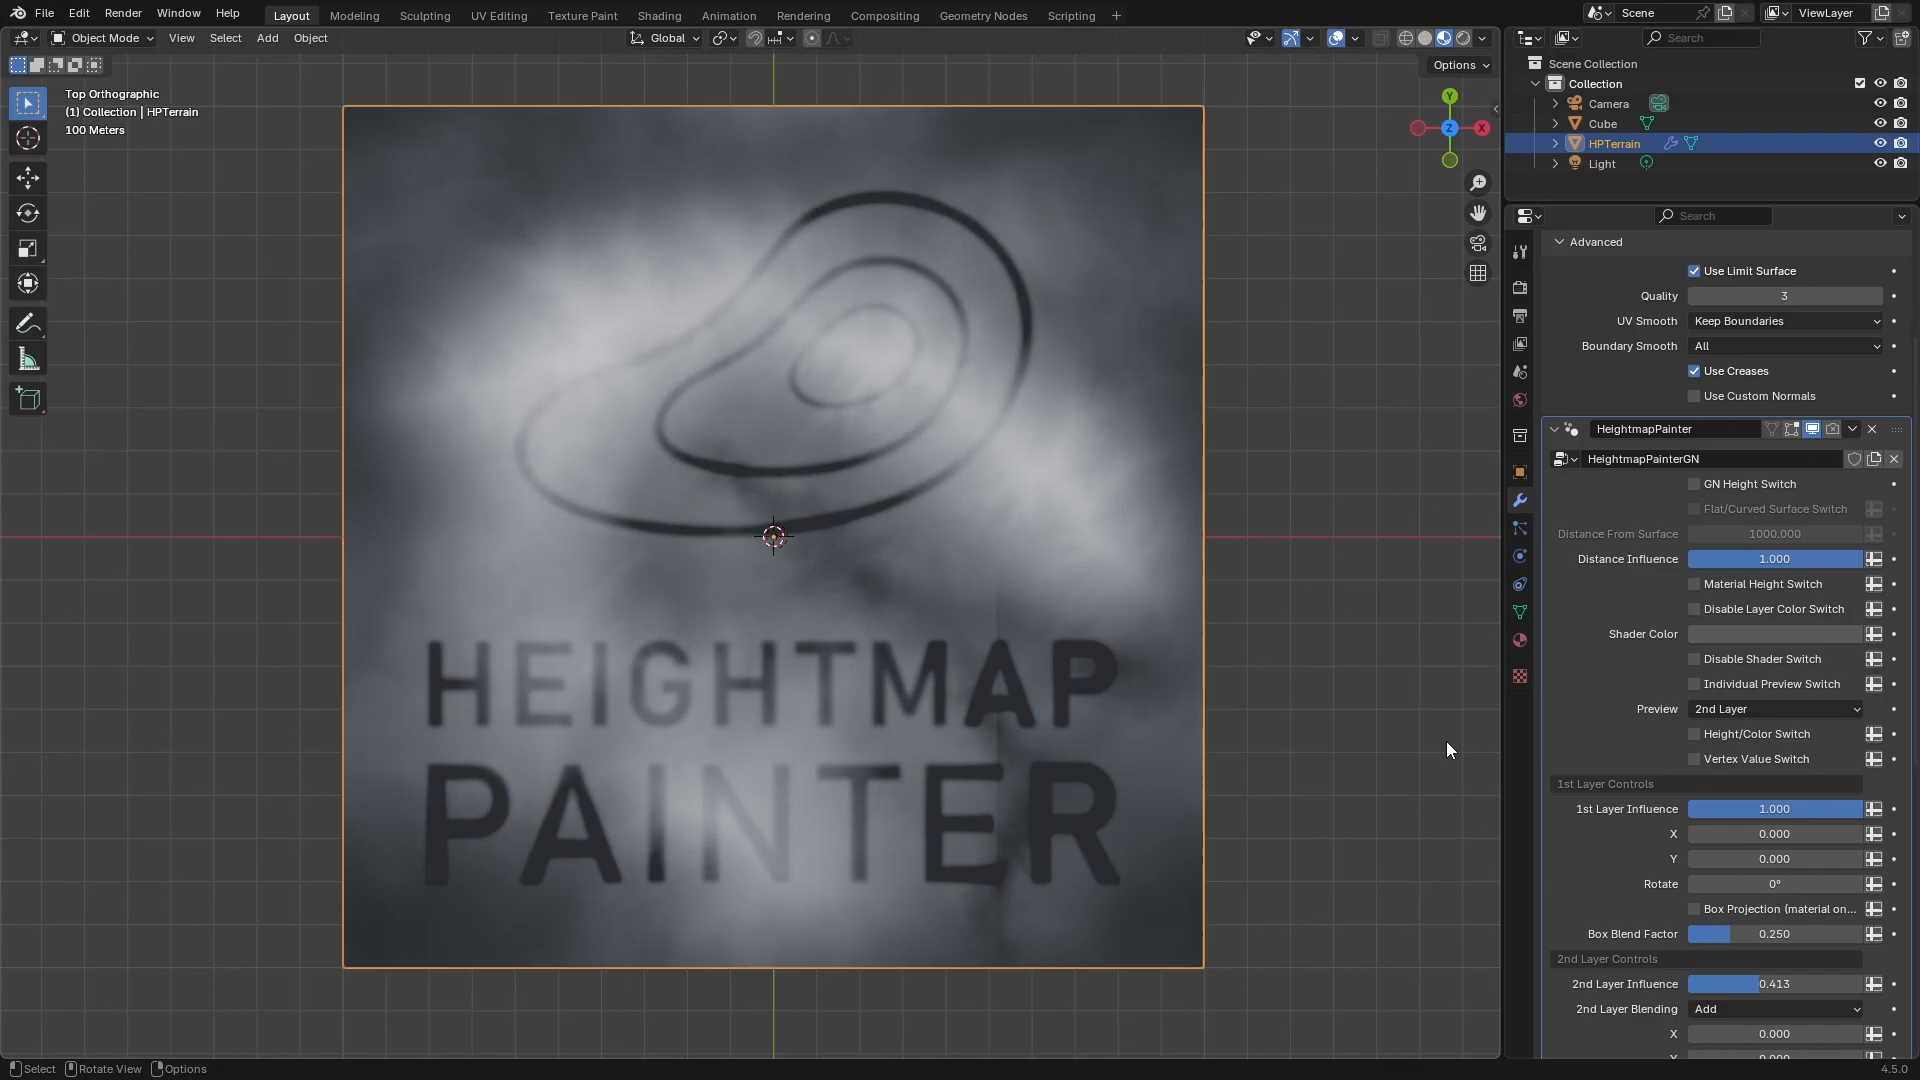 File Edit Render Window Help Layout Modeling Sculpting UV Editing Texture Paint Shading Animation Rendering Compositing Geometry Nodes Scripting + Scene ViewLayer
Object Mode View Select Add Object Global Search
Options
Top Orthographic
(1) Collection | HPTerrain
100 Meters
Y
X
Z
HEIGHTMAP
PAINTER
Scene Collection
Collection
Camera
Cube
HPTerrain
Light
Search
Advanced
Use Limit Surface
Quality 3
UV Smooth Keep Boundaries
Boundary Smooth All
Use Creases
Use Custom Normals
HeightmapPainter
HeightmapPainterGN
GN Height Switch
Flat/Curved Surface Switch
Distance From Surface 1000.000
Distance Influence 1.000
Material Height Switch
Disable Layer Color Switch
Shader Color
Disable Shader Switch
Individual Preview Switch
Preview 2nd Layer
Height/Color Switch
Vertex Value Switch
1st Layer Controls
1st Layer Influence 1.000
X 0.000
Y 0.000
Rotate 0°
Box Projection (material on...
Box Blend Factor 0.250
2nd Layer Controls
2nd Layer Influence 0.413
2nd Layer Blending Add
X 0.000
Select Rotate View Options 4.5.0